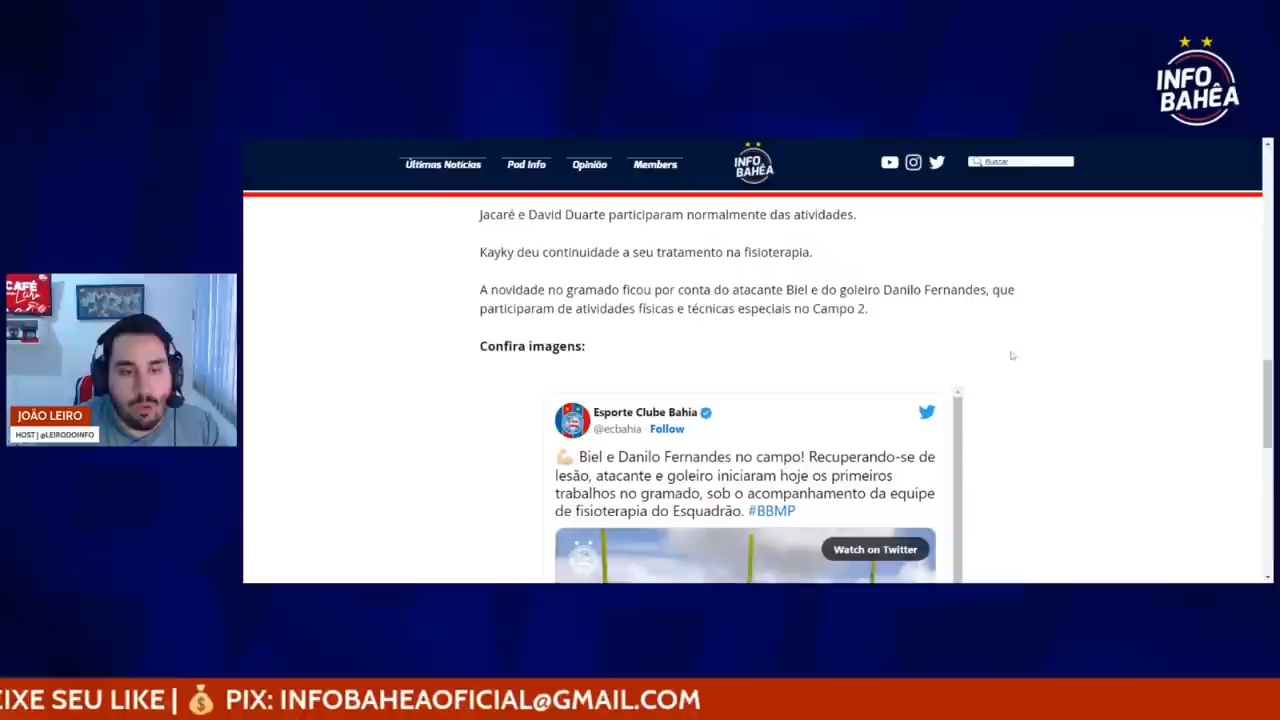 INFO
BAHÊA
Últimas Notícias
Pod Info
Opinião
Members
INFO
BAHÊA
Buscar
Jacaré e David Duarte participaram normalmente das atividades.
Kayky deu continuidade a seu tratamento na fisioterapia.
A novidade no gramado ficou por conta do atacante Biel e do goleiro Danilo Fernandes, que
participaram de atividades físicas e técnicas especiais no Campo 2.
Confira imagens:
Esporte Clube Bahia
@ecbahia · Follow
💪🏻 Biel e Danilo Fernandes no campo! Recuperando-se de
lesão, atacante e goleiro iniciaram hoje os primeiros
trabalhos no gramado, sob o acompanhamento da equipe
de fisioterapia do Esquadrão. #BBMP
Watch on Twitter
CAFÉ
Leiro
JOÃO LEIRO
HOST | @LEIRODOINFO
EIXE SEU LIKE | 💰 PIX: INFOBAHEAOFICIAL@GMAIL.COM